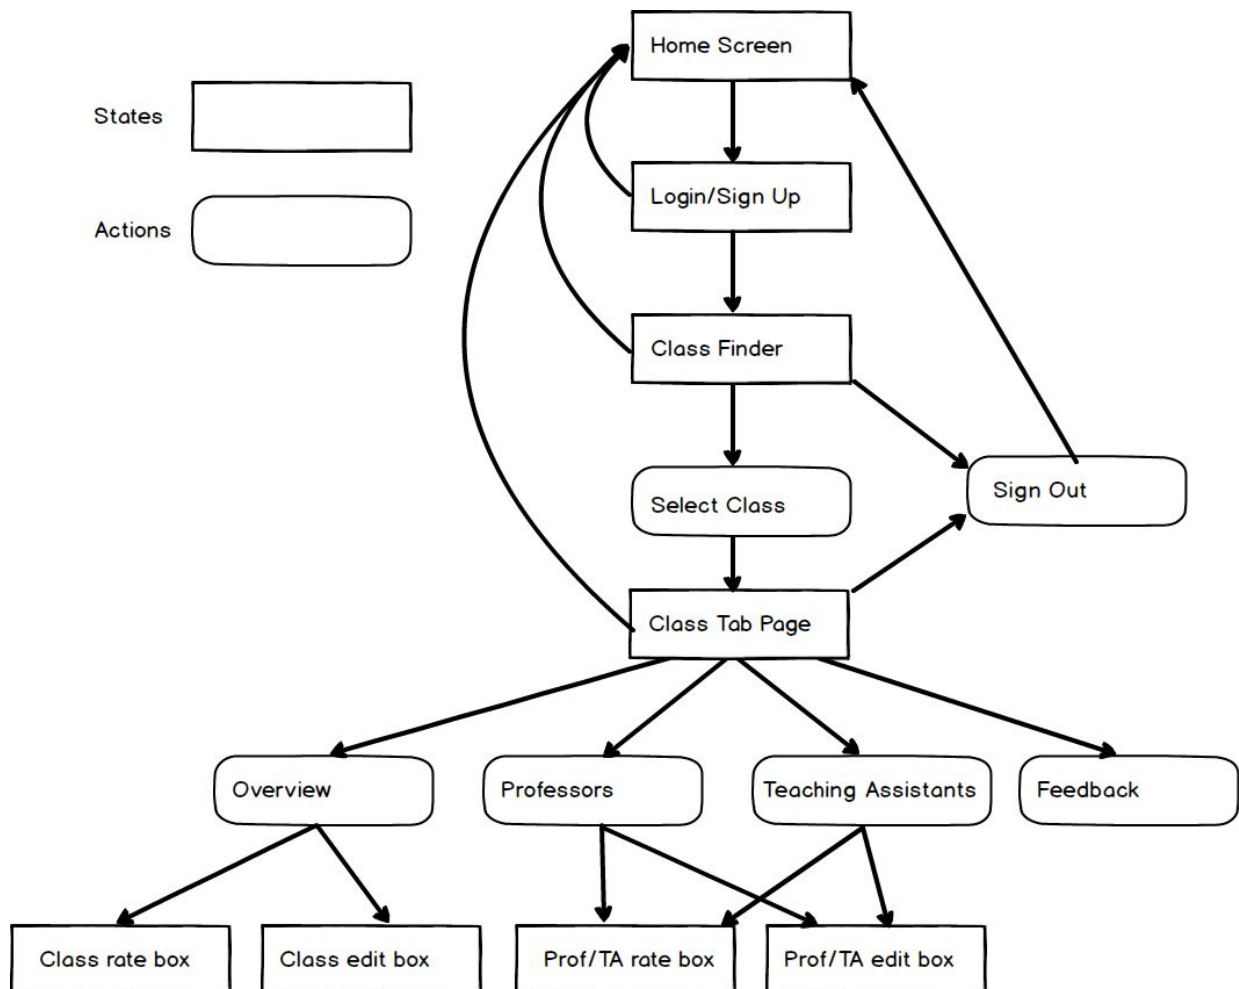 Home Screen
States
Login/Sign Up
Actions
Class Finder
Sign Out
Select Class
Class Tab Page
Overview
Professors
Teaching Assistants
Feedback
Class rate box
Class edit box
Prof/TA rate box
Prof/TA edit box